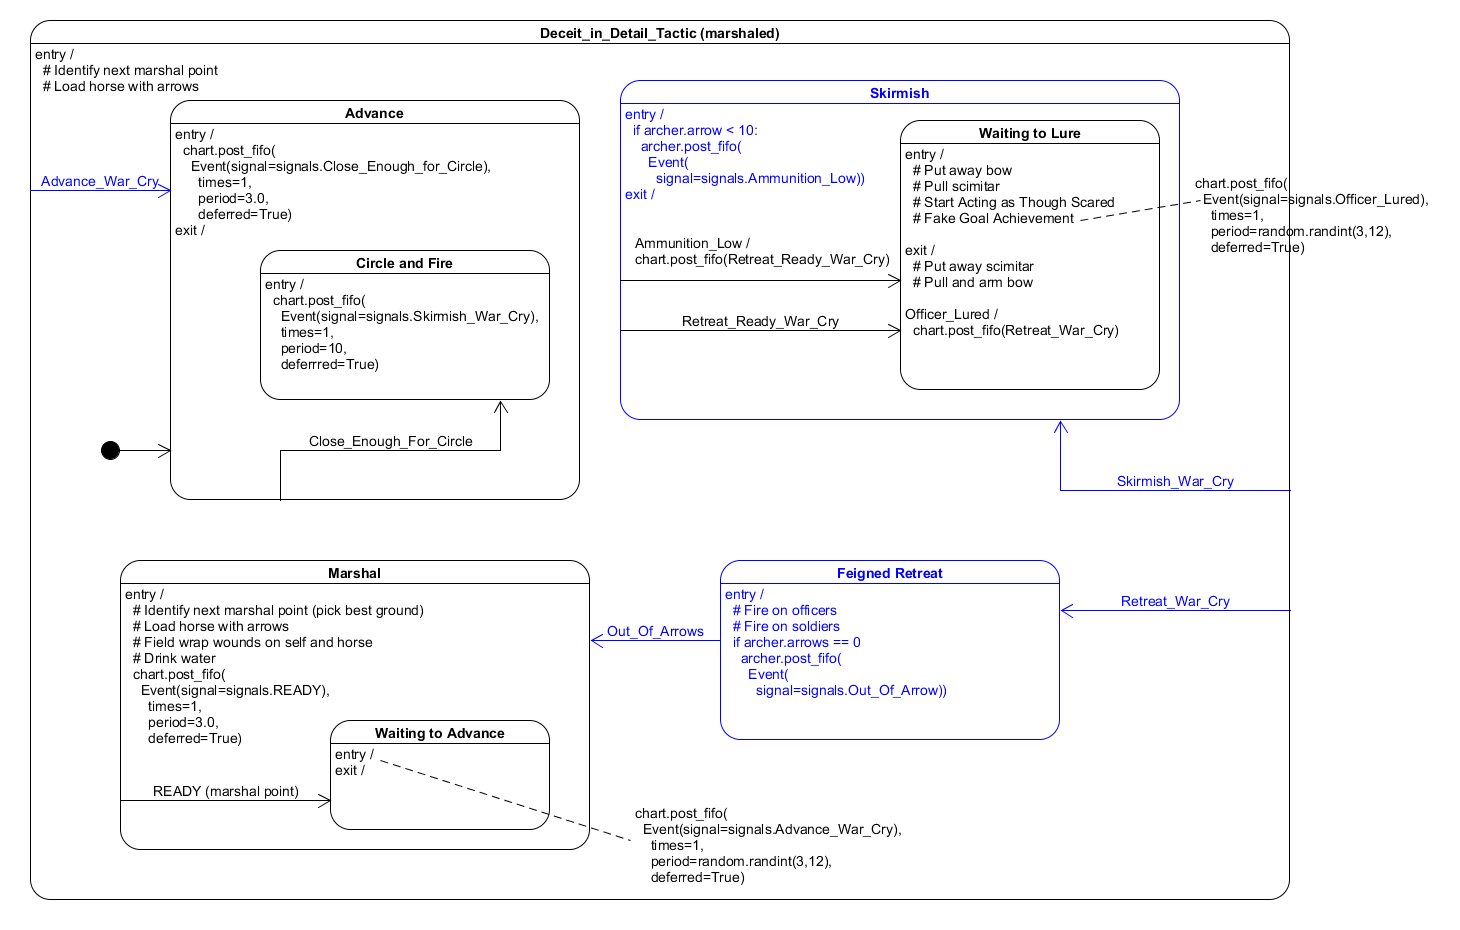 Deceit_in_Detail_Tactic (marshaled)
entry /
# Identify next marshal point
# Load horse with arrows
Advance_War_Cry
Advance
entry /
chart.post_fifo(
Event(signal=signals.Close_Enough_for_Circle),
times=1,
period=3.0,
deferred=True)
exit /
Circle and Fire
entry /
chart.post_fifo(
Event(signal=signals.Skirmish_War_Cry),
times=1,
period=10,
deferrred=True)
Close_Enough_For_Circle
Skirmish
entry /
if archer.arrow < 10:
archer.post_fifo(
Event(
signal=signals.Ammunition_Low))
exit /
Ammunition_Low /
chart.post_fifo(Retreat_Ready_War_Cry)
Retreat_Ready_War_Cry
Waiting to Lure
entry /
# Put away bow
# Pull scimitar
# Start Acting as Though Scared
# Fake Goal Achievement
exit /
# Put away scimitar
# Pull and arm bow
Officer_Lured /
chart.post_fifo(Retreat_War_Cry)
chart.post_fifo(
Event(signal=signals.Officer_Lured),
times=1,
period=random.randint(3,12),
deferred=True)
Skirmish_War_Cry
Marshal
entry /
# Identify next marshal point (pick best ground)
# Load horse with arrows
# Field wrap wounds on self and horse
# Drink water
chart.post_fifo(
Event(signal=signals.READY),
times=1,
period=3.0,
deferred=True)
READY (marshal point)
Waiting to Advance
entry /
exit /
chart.post_fifo(
Event(signal=signals.Advance_War_Cry),
times=1,
period=random.randint(3,12),
deferred=True)
Out_Of_Arrows
Feigned Retreat
entry /
# Fire on officers
# Fire on soldiers
if archer.arrows == 0
archer.post_fifo(
Event(
signal=signals.Out_Of_Arrow))
Retreat_War_Cry